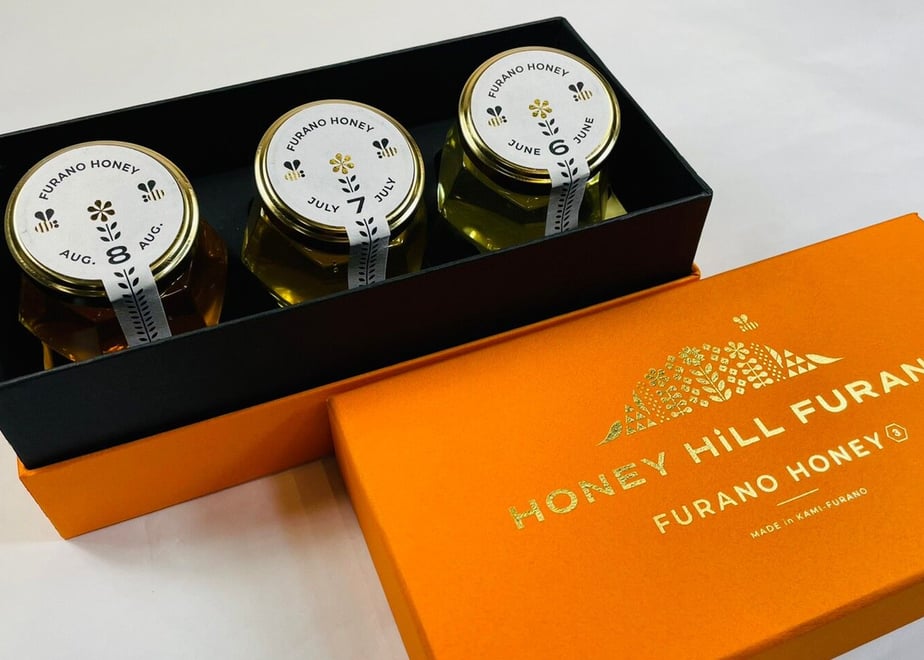 FURANO HONEY
AUG. 8 AUG.
FURANO HONEY
JULY 7 JULY
FURANO HONEY
JUNE 6 JUNE
HONEY HiLL FURAN
FURANO HONEY 3
MADE in KAMI-FURANO